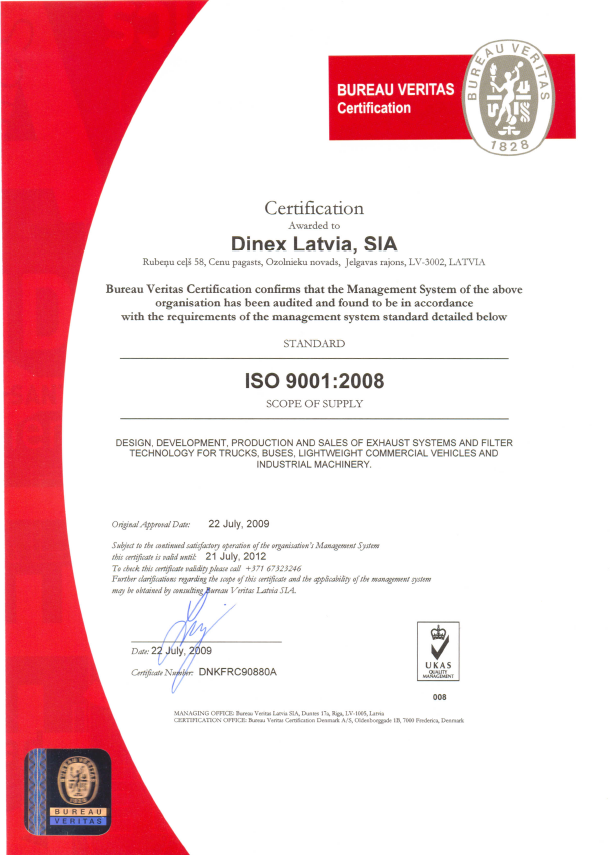 BUREAU VERITAS
Certification
BUREAU VERITAS
1828
Certification
Awarded to
Dinex Latvia, SIA
Rubeņu ceļš 58, Cenu pagasts, Ozolnieku novads, Jelgavas rajons, LV-3002, LATVIA
Bureau Veritas Certification confirms that the Management System of the above
organisation has been audited and found to be in accordance
with the requirements of the management system standard detailed below
STANDARD
ISO 9001:2008
SCOPE OF SUPPLY
DESIGN, DEVELOPMENT, PRODUCTION AND SALES OF EXHAUST SYSTEMS AND FILTER
TECHNOLOGY FOR TRUCKS, BUSES, LIGHTWEIGHT COMMERCIAL VEHICLES AND
INDUSTRIAL MACHINERY.
Original Approval Date: 22 July, 2009
Subject to the continued satisfactory operation of the organisation's Management System
this certificate is valid until: 21 July, 2012
To check this certificate validity please call +371 67323246
Further clarifications regarding the scope of this certificate and the applicability of the management system
may be obtained by consulting Bureau Veritas Latvia SIA.
Date: 22 July, 2009
Certificate Number: DNKFRC90880A
UKAS
QUALITY
MANAGEMENT
008
MANAGING OFFICE: Bureau Veritas Latvia SIA, Duntes 17a, Riga, LV-1005, Latvia
CERTIFICATION OFFICE: Bureau Veritas Certification Denmark A/S, Oldenborggade 1B, 7000 Frederica, Denmark
BUREAU
VERITAS